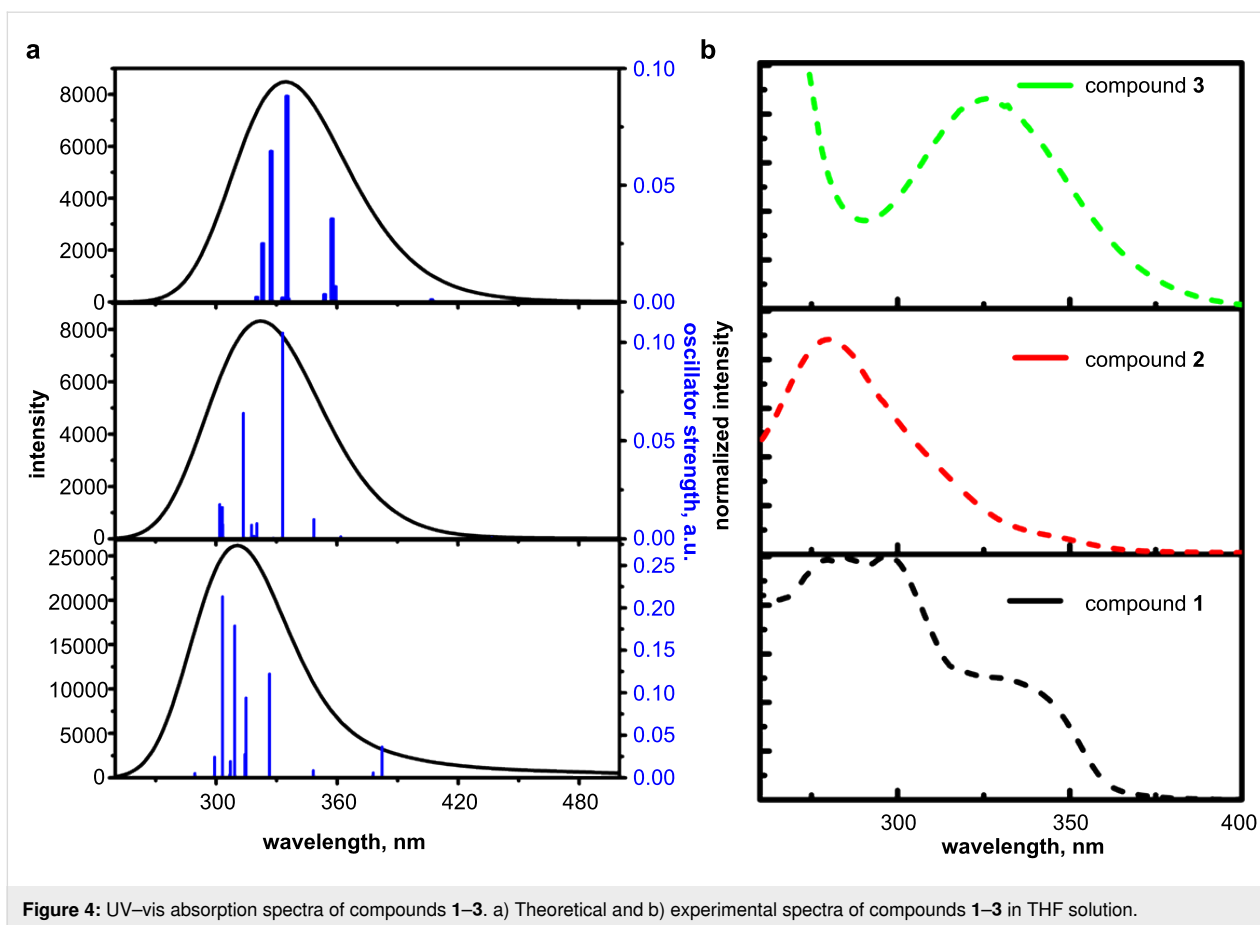 a
8000
6000
4000
2000
0
0.10
0.05
0.00
8000
6000
4000
2000
0
0.10
0.05
0.00
25000
20000
15000
10000
5000
0
0.25
0.20
0.15
0.10
0.05
0.00
intensity
oscillator strength, a.u.
300 360 420 480
wavelength, nm
b
compound 3
compound 2
compound 1
normalized intensity
300 350 400
wavelength, nm
Figure 4: UV–vis absorption spectra of compounds 1–3. a) Theoretical and b) experimental spectra of compounds 1–3 in THF solution.